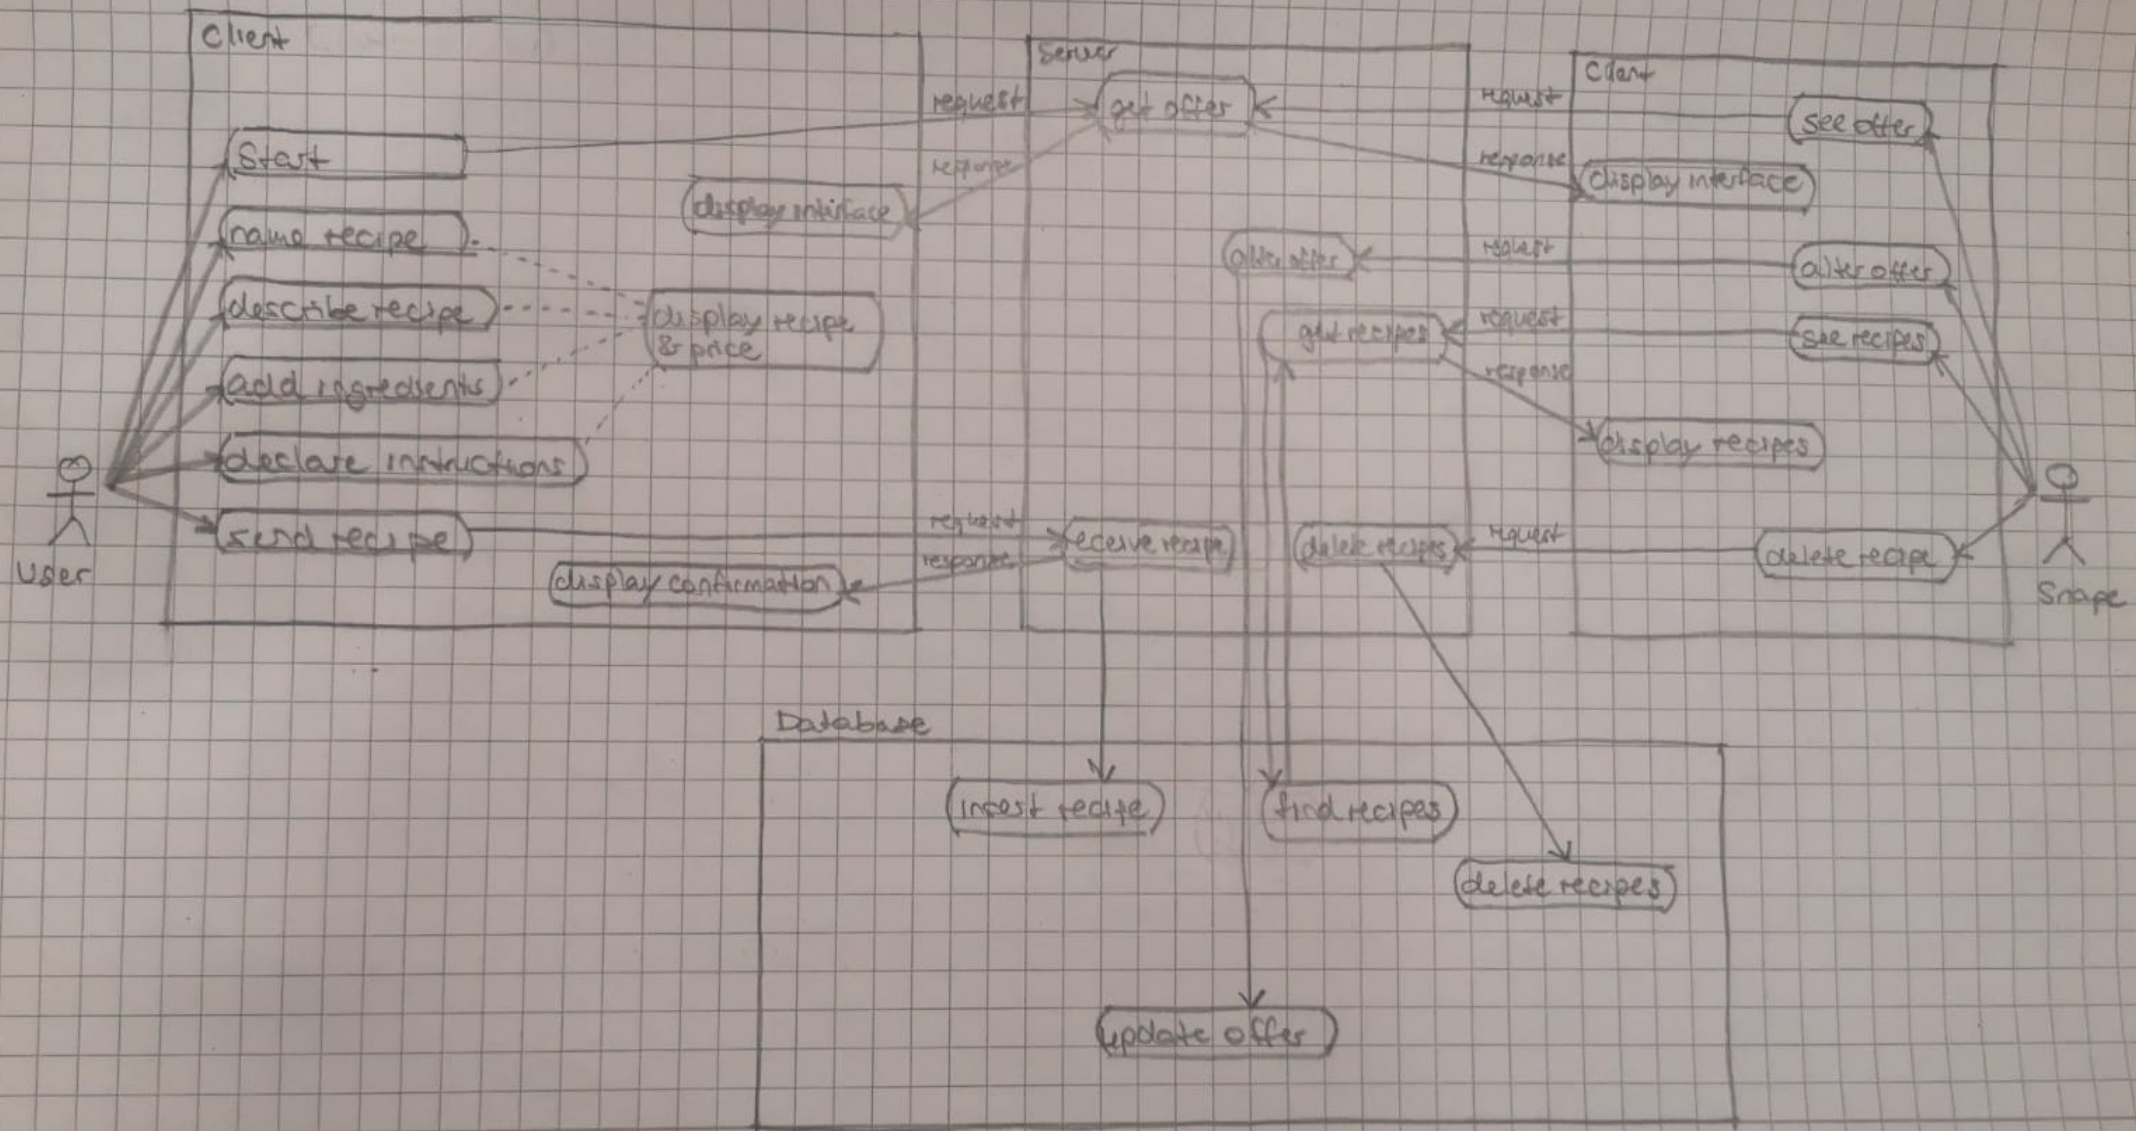 Client
Start
name recipe
describe recipe
add ingredients
declare instructions
send recipe
User
display interface
display recipe
& price
display confirmation
request
response
request
response
Server
get offer
alter offer
get recipes
receive recipe
delete recipes
request
response
request
request
response
request
Client
see offer
display interface
alter offer
see recipes
display recipes
delete recipe
Snape
Database
insert recipe
find recipes
delete recipes
update offer